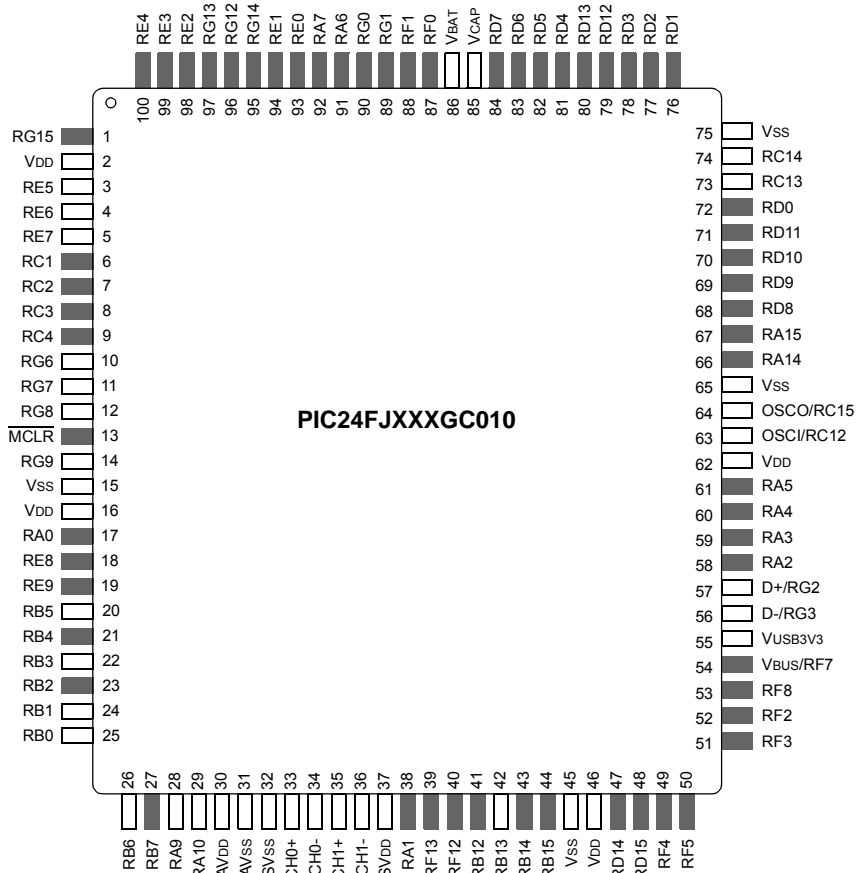 RE4 RE3 RE2 RG13 RG12 RG14 RE1 RE0 RA7 RA6 RG0 RG1 RF1 RF0 VBAT VCAP RD7 RD6 RD5 RD4 RD13 RD12 RD3 RD2 RD1
100 99 98 97 96 95 94 93 92 91 90 89 88 87 86 85 84 83 82 81 80 79 78 77 76
RG15 1
VDD 2
RE5 3
RE6 4
RE7 5
RC1 6
RC2 7
RC3 8
RC4 9
RG6 10
RG7 11
RG8 12
MCLR 13
RG9 14
VSS 15
VDD 16
RA0 17
RE8 18
RE9 19
RB5 20
RB4 21
RB3 22
RB2 23
RB1 24
RB0 25
PIC24FJXXXGC010
75 VSS
74 RC14
73 RC13
72 RD0
71 RD11
70 RD10
69 RD9
68 RD8
67 RA15
66 RA14
65 VSS
64 OSCO/RC15
63 OSCI/RC12
62 VDD
61 RA5
60 RA4
59 RA3
58 RA2
57 D+/RG2
56 D-/RG3
55 VUSB3V3
54 VBUS/RF7
53 RF8
52 RF2
51 RF3
26 27 28 29 30 31 32 33 34 35 36 37 38 39 40 41 42 43 44 45 46 47 48 49 50
RB6 RB7 RA9 RA10 AVDD AVSS SVSS CH0+ CH0- CH1+ CH1- SVDD RA1 RF13 RF12 RB12 RB13 RB14 RB15 VSS VDD RD14 RD15 RF4 RF5